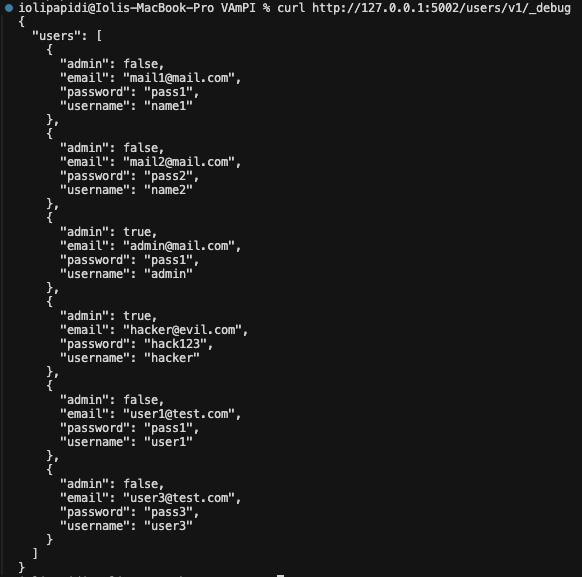 iolipapidi@Iolis-MacBook-Pro VAmPI % curl http://127.0.0.1:5002/users/v1/_debug
{
  "users": [
    {
      "admin": false,
      "email": "mail1@mail.com",
      "password": "pass1",
      "username": "name1"
    },
    {
      "admin": false,
      "email": "mail2@mail.com",
      "password": "pass2",
      "username": "name2"
    },
    {
      "admin": true,
      "email": "admin@mail.com",
      "password": "pass1",
      "username": "admin"
    },
    {
      "admin": true,
      "email": "hacker@evil.com",
      "password": "hack123",
      "username": "hacker"
    },
    {
      "admin": false,
      "email": "user1@test.com",
      "password": "pass1",
      "username": "user1"
    },
    {
      "admin": false,
      "email": "user3@test.com",
      "password": "pass3",
      "username": "user3"
    }
  ]
}